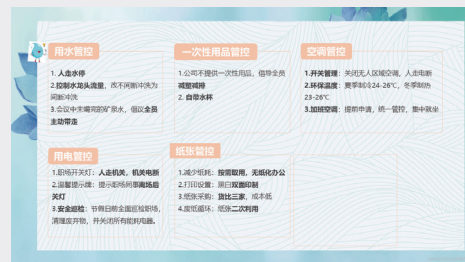 用水管控
1. 人走水停
2.控制水龙头流量，改不间断冲洗为
间断冲洗
3.会议中未喝完的矿泉水，倡议全员
主动带走
一次性用品管控
1.公司不提供一次性用品，倡导全员
减塑减排
2. 自带水杯
空调管控
1.开关管理：关闭无人区域空调，人走电断
2.环保温度：夏季制冷24-26℃，冬季制热
23-26℃
3.加班空调：提前申请，统一管控，集中就坐
用电管控
1.职场开关灯：人走机关，机关电断
2.温馨提示牌：提示职场同事离场后
关灯
3.安全巡检：节假日前全面巡检职场，
清理废弃物，并关闭所有能耗电器。
纸张管控
1.减少纸耗：按需取用，无纸化办公
2.打印设置：黑白双面印制
3.纸张采购：货比三家，成本低
4.废纸循环：纸张二次利用